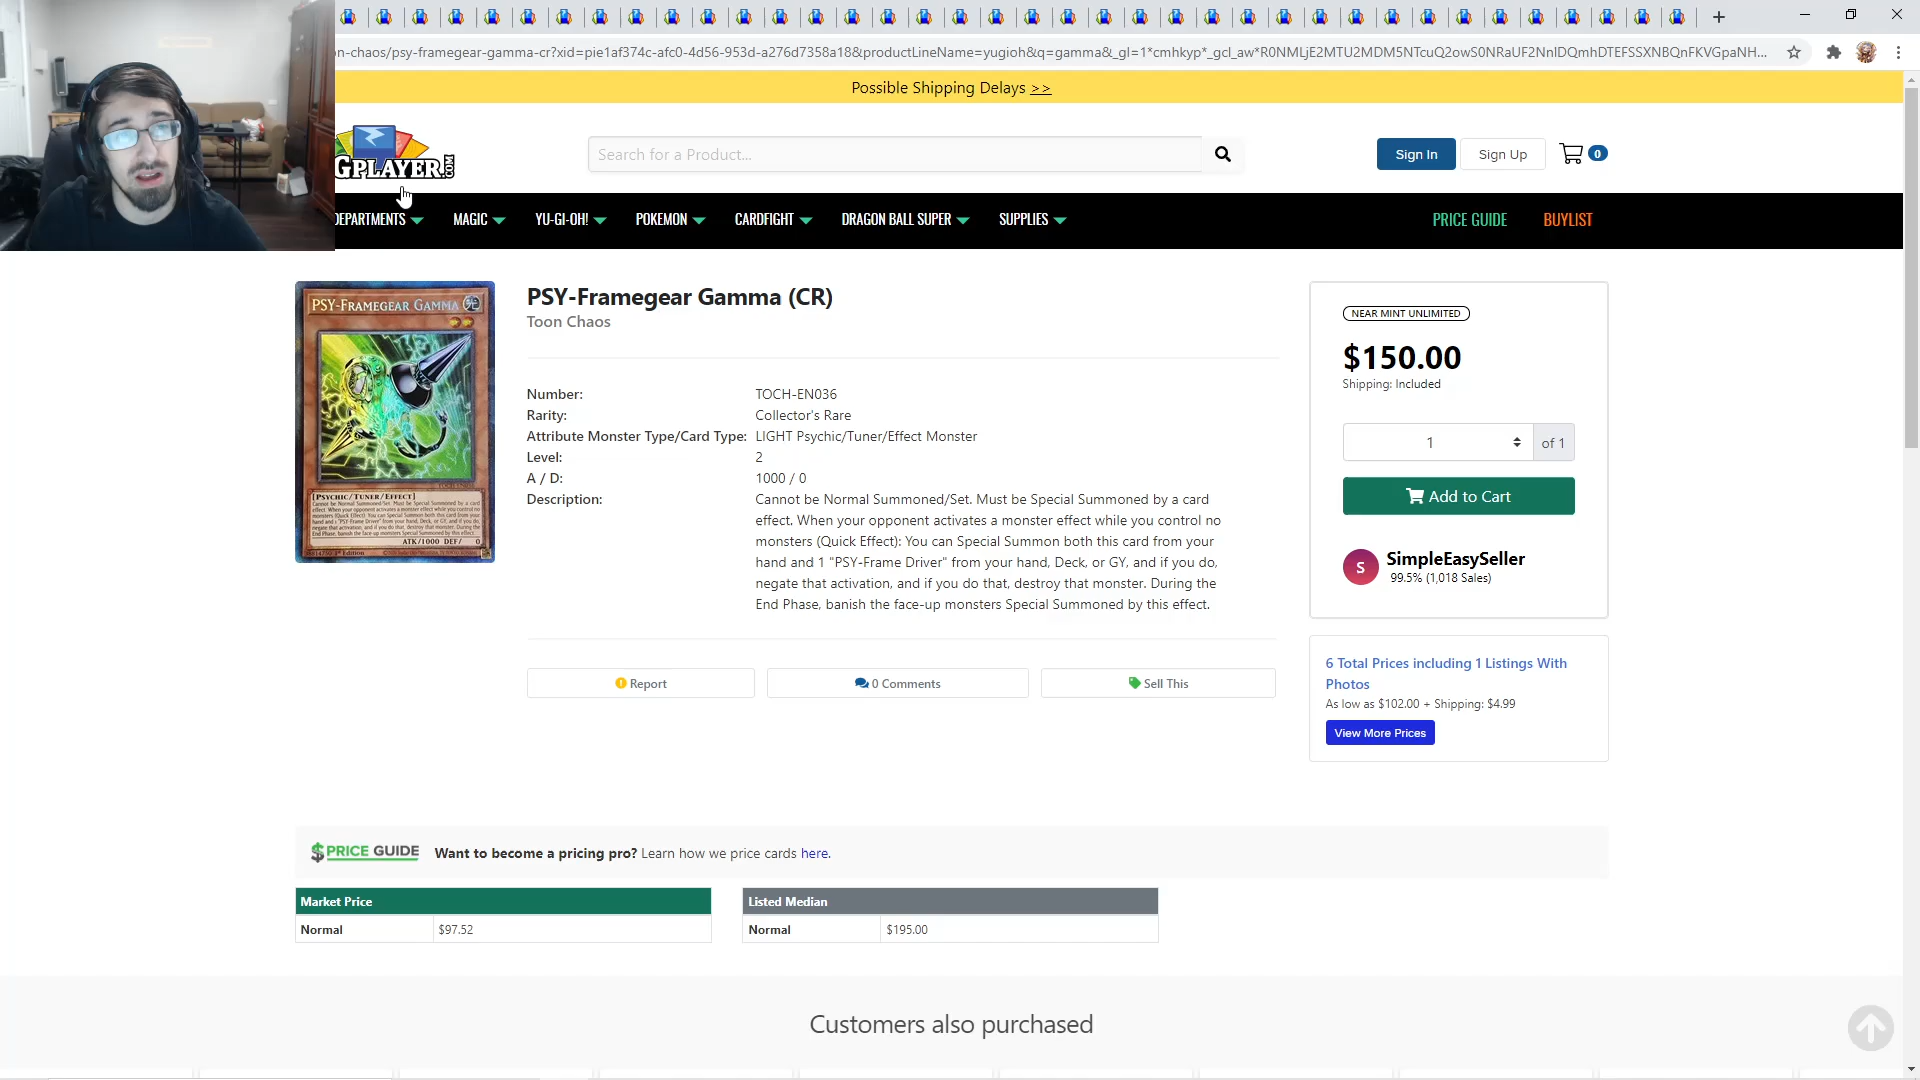 n-chaos/psy-framegear-gamma-cr?xid=pie1af374c-afc0-4d56-953d-a276d7358a18&productLineName=yugioh&q=gamma&_gl=1*cmhkyp*_gcl_aw*R0NMLjE2MTU2MDM5NTcuQ2owS0NRaUF2NnlDQmhDTEFSSXNBQnFKVGpaNH...
Possible Shipping Delays >>
GPLAYER.COM
Search for a Product...
Sign In
Sign Up
0
DEPARTMENTS
MAGIC
YU-GI-OH!
POKEMON
CARDFIGHT
DRAGON BALL SUPER
SUPPLIES
PRICE GUIDE
BUYLIST
PSY-FRAMEGEAR GAMMA
[PSYCHIC/TUNER/EFFECT]
ATK/1000 DEF/ 0
1st Edition
PSY-Framegear Gamma (CR)
Toon Chaos
Number: TOCH-EN036
Rarity: Collector's Rare
Attribute Monster Type/Card Type: LIGHT Psychic/Tuner/Effect Monster
Level: 2
A / D: 1000 / 0
Description: Cannot be Normal Summoned/Set. Must be Special Summoned by a card
effect. When your opponent activates a monster effect while you control no
monsters (Quick Effect): You can Special Summon both this card from your
hand and 1 "PSY-Frame Driver" from your hand, Deck, or GY, and if you do,
negate that activation, and if you do that, destroy that monster. During the
End Phase, banish the face-up monsters Special Summoned by this effect.
Report
0 Comments
Sell This
NEAR MINT UNLIMITED
$150.00
Shipping: Included
1
of 1
Add to Cart
S
SimpleEasySeller
99.5% (1,018 Sales)
6 Total Prices including 1 Listings With
Photos
As low as $102.00 + Shipping: $4.99
View More Prices
$PRICE GUIDE
Want to become a pricing pro? Learn how we price cards here.
Market Price
Normal $97.52
Listed Median
Normal $195.00
Customers also purchased